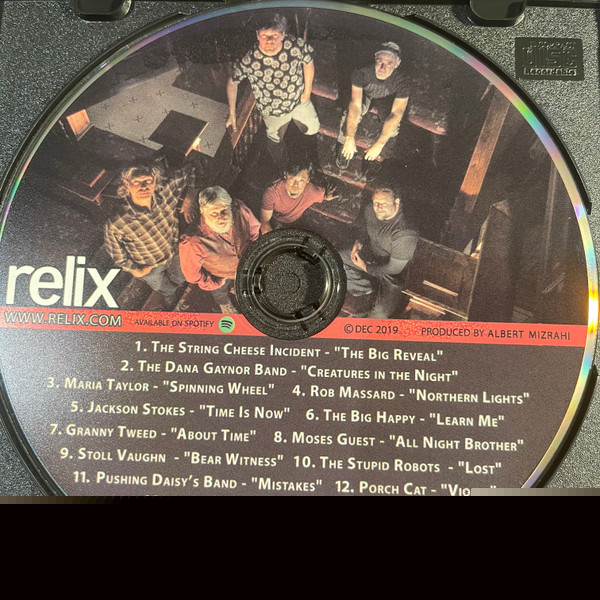 relix
WWW.RELIX.COM AVAILABLE ON SPOTIFY © DEC 2019 PRODUCED BY ALBERT MIZRAHI
1. THE STRING CHEESE INCIDENT - "THE BIG REVEAL"
2. THE DANA GAYNOR BAND - "CREATURES IN THE NIGHT"
3. MARIA TAYLOR - "SPINNING WHEEL" 4. ROB MASSARD - "NORTHERN LIGHTS"
5. JACKSON STOKES - "TIME IS NOW" 6. THE BIG HAPPY - "LEARN ME"
7. GRANNY TWEED - "ABOUT TIME" 8. MOSES GUEST - "ALL NIGHT BROTHER"
9. STOLL VAUGHN - "BEAR WITNESS" 10. THE STUPID ROBOTS - "LOST"
11. PUSHING DAISY'S BAND - "MISTAKES" 12. PORCH CAT -